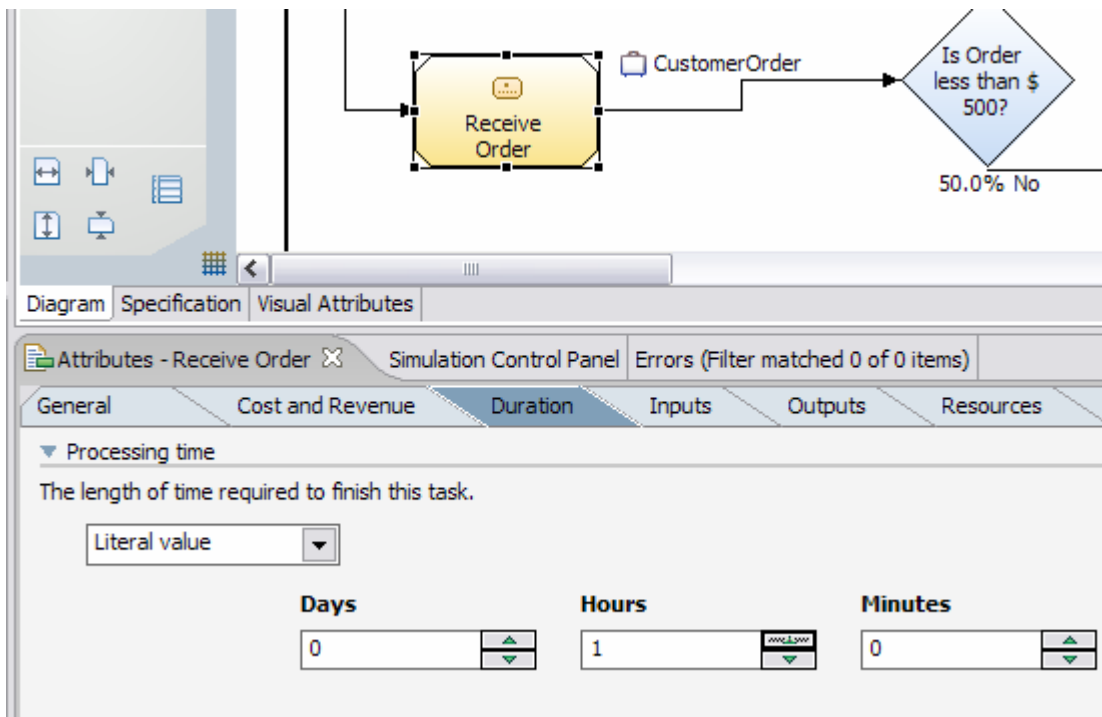 CustomerOrder
Is Order
less than $
500?
Receive
Order
50.0% No
Diagram Specification Visual Attributes
Attributes - Receive Order Simulation Control Panel Errors (Filter matched 0 of 0 items)
General Cost and Revenue Duration Inputs Outputs Resources
Processing time
The length of time required to finish this task.
Literal value
Days Hours Minutes
0 1 0